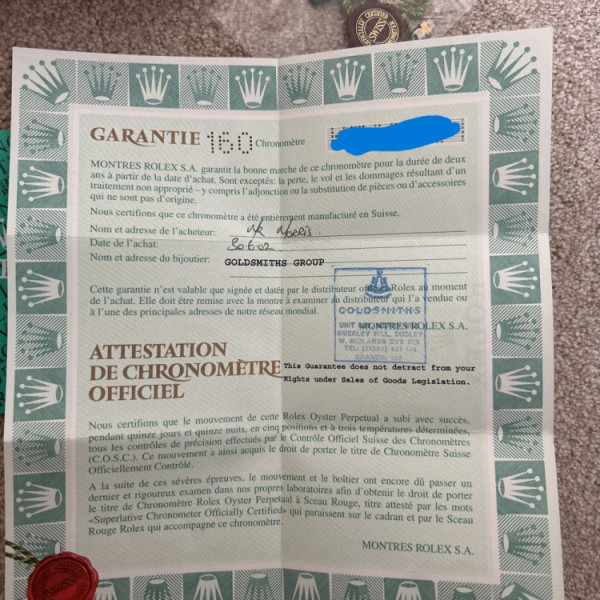 GARANTIE 160 Chronomètre
MONTRES ROLEX S.A. garantit la bonne marche de ce chronomètre pour la durée de deux
ans à partir de la date d'achat. Sont exceptés: la perte, le vol et les dommages résultant d'un
traitement non approprié – y compris l'adjonction ou la substitution de pièces ou d'accessoires
qui ne sont pas d'origine.
Nous certifions que ce chronomètre a été entièrement manufacturé en Suisse.
Nom et adresse de l'acheteur:
Date de l'achat: 30602
Nom et adresse du bijoutier: GOLDSMITHS GROUP
Cette garantie n'est valable que signée et datée par le distributeur Rolex au moment
de l'achat. Elle doit être remise avec la montre à examiner au distributeur qui l'a vendue ou
à l'une des principales adresses de notre réseau mondial.
GOLDSMITHS
MONTRES ROLEX S.A.
BRIERLEY HILL, DUDLEY
W. MIDLANDS
ATTESTATION
DE CHRONOMÈTRE
OFFICIEL
This Guarantee does not detract from your
Rights under Sales of Goods Legislation.
Nous certifions que le mouvement de cette Rolex Oyster Perpetual a subi avec succès,
pendant quinze jours et quinze nuits, en cinq positions et à trois températures déterminées,
tous les contrôles de précision effectués par le Contrôle Officiel Suisse des Chronomètres
(C.O.S.C.). Ce mouvement a ainsi acquis le droit de porter le titre de Chronomètre Suisse
Officiellement Contrôlé.
A la suite de ces sévères épreuves, le mouvement et le boîtier ont encore dû passer un
dernier et rigoureux examen dans nos propres laboratoires afin d'obtenir le droit de porter
le titre de Chronomètre Rolex Oyster Perpetual à Sceau Rouge, titre attesté par les mots
«Superlative Chronometer Officially Certified» qui paraissent sur le cadran et par le Sceau
Rouge Rolex qui accompagne ce chronomètre.
MONTRES ROLEX S.A.